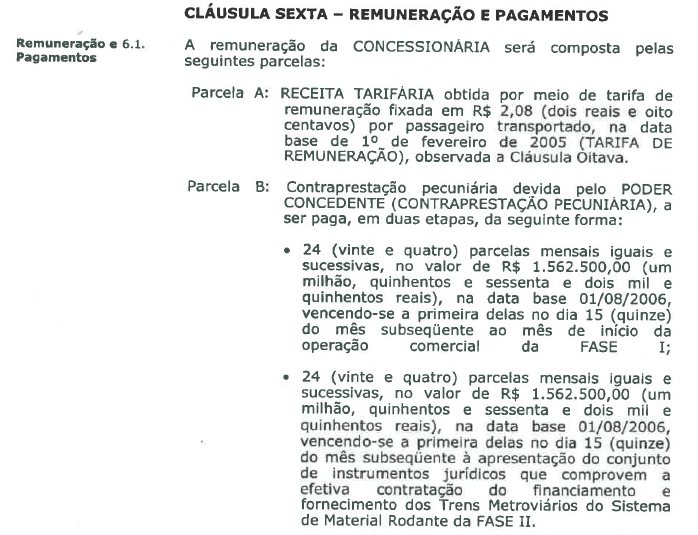 CLÁUSULA SEXTA – REMUNERAÇÃO E PAGAMENTOS
Remuneração e 6.1.
Pagamentos
A remuneração da CONCESSIONÁRIA será composta pelas
seguintes parcelas:
Parcela A: RECEITA TARIFÁRIA obtida por meio de tarifa de
remuneração fixada em R$ 2,08 (dois reais e oito
centavos) por passageiro transportado, na data
base de 1º de fevereiro de 2005 (TARIFA DE
REMUNERAÇÃO), observada a Cláusula Oitava.
Parcela B: Contraprestação pecuniária devida pelo PODER
CONCEDENTE (CONTRAPRESTAÇÃO PECUNIÁRIA), a
ser paga, em duas etapas, da seguinte forma:
• 24 (vinte e quatro) parcelas mensais iguais e
sucessivas, no valor de R$ 1.562.500,00 (um
milhão, quinhentos e sessenta e dois mil e
quinhentos reais), na data base 01/08/2006,
vencendo-se a primeira delas no dia 15 (quinze)
do mês subseqüente ao mês de início da
operação comercial da FASE I;
• 24 (vinte e quatro) parcelas mensais iguais e
sucessivas, no valor de R$ 1.562.500,00 (um
milhão, quinhentos e sessenta e dois mil e
quinhentos reais), na data base 01/08/2006,
vencendo-se a primeira delas no dia 15 (quinze)
do mês subseqüente à apresentação do conjunto
de instrumentos jurídicos que comprovem a
efetiva contratação do financiamento e
fornecimento dos Trens Metroviários do Sistema
de Material Rodante da FASE II.